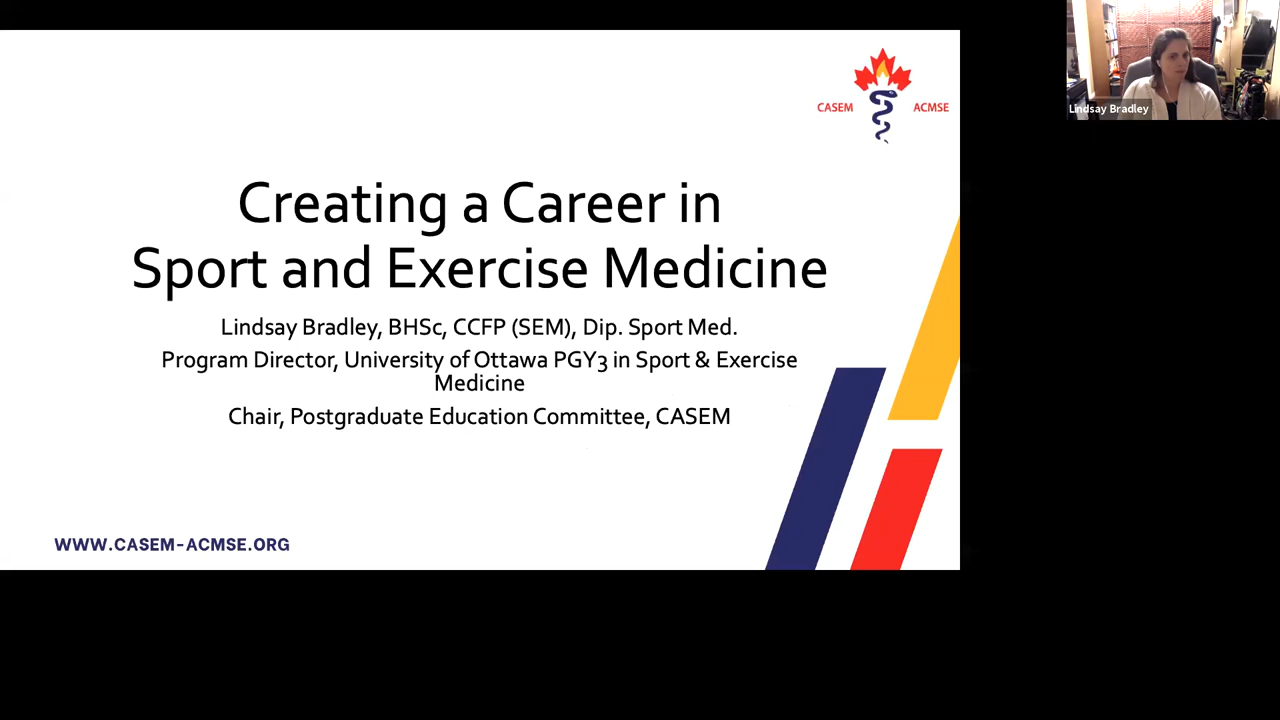 CASEM ACMSE
Lindsay Bradley
Creating a Career in
Sport and Exercise Medicine
Lindsay Bradley, BHSc, CCFP (SEM), Dip. Sport Med.
Program Director, University of Ottawa PGY3 in Sport & Exercise
Medicine
Chair, Postgraduate Education Committee, CASEM
WWW.CASEM-ACMSE.ORG